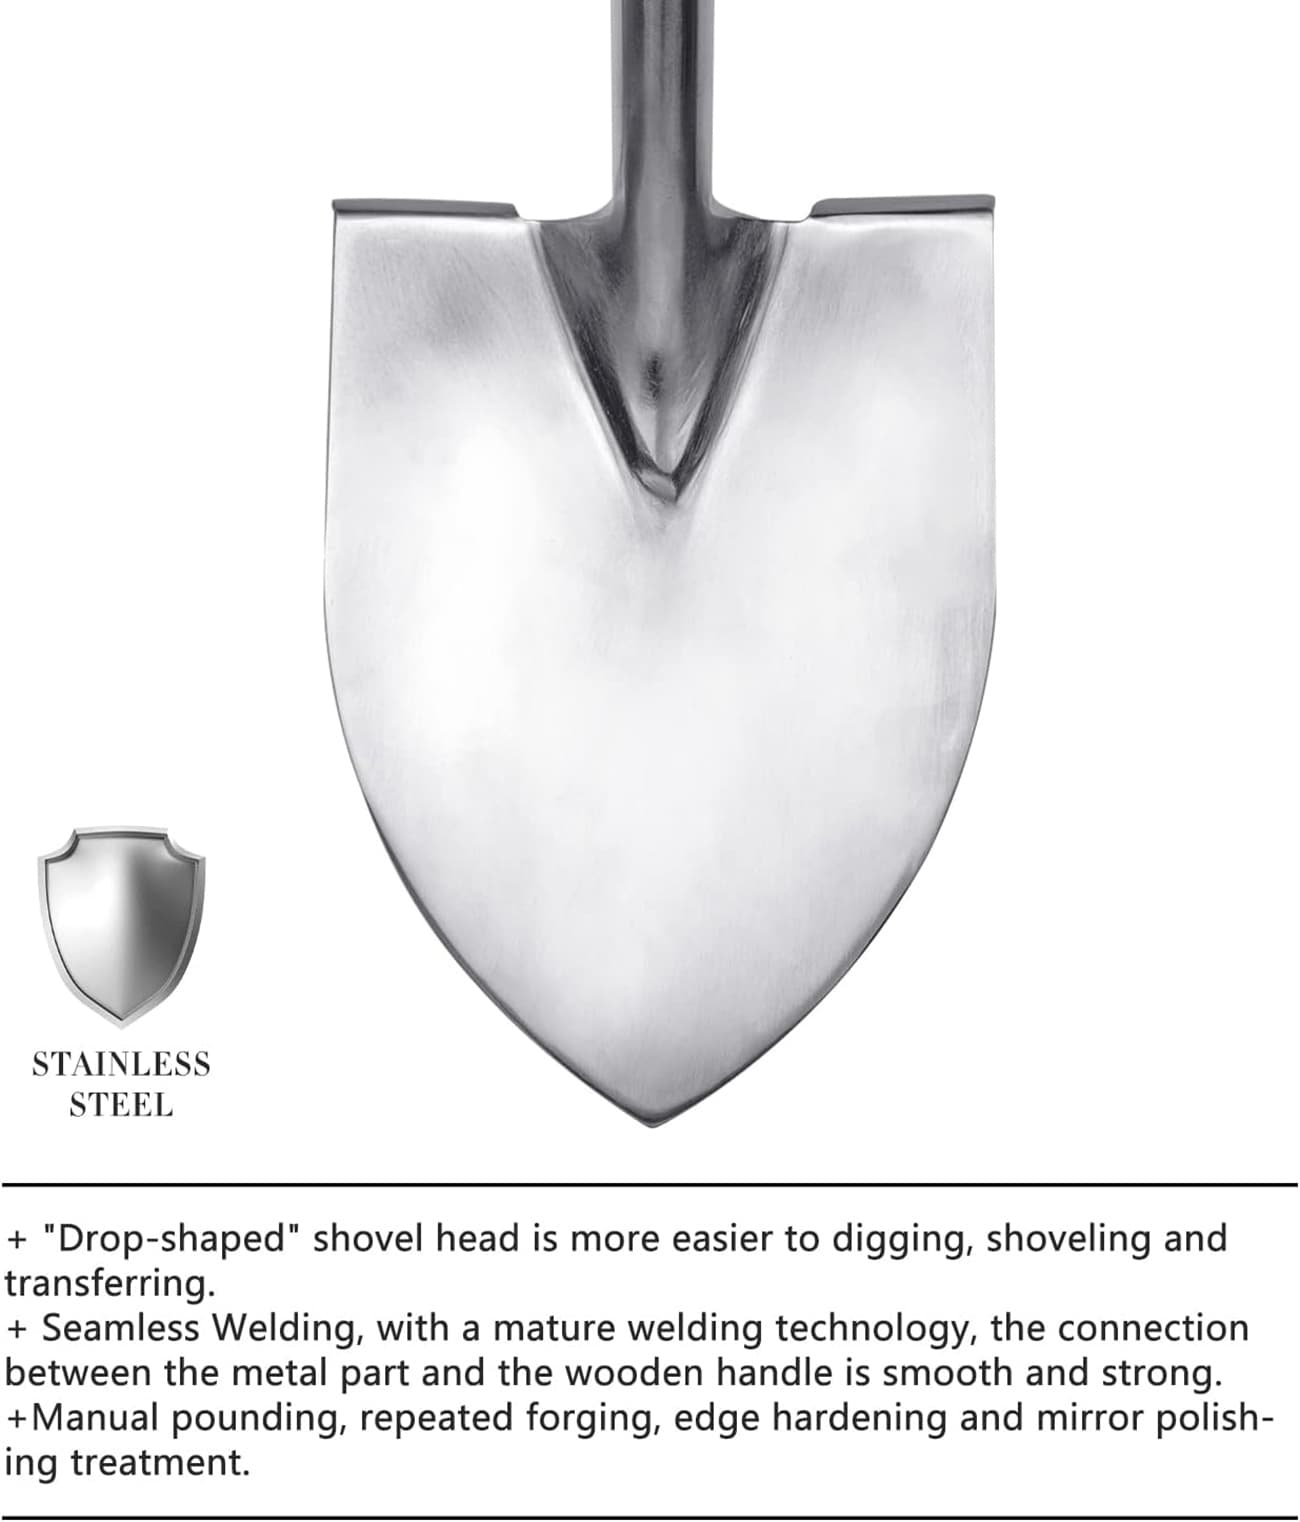 STAINLESS
STEEL
+ "Drop-shaped" shovel head is more easier to digging, shoveling and
transferring.
+ Seamless Welding, with a mature welding technology, the connection
between the metal part and the wooden handle is smooth and strong.
+Manual pounding, repeated forging, edge hardening and mirror polish-
ing treatment.